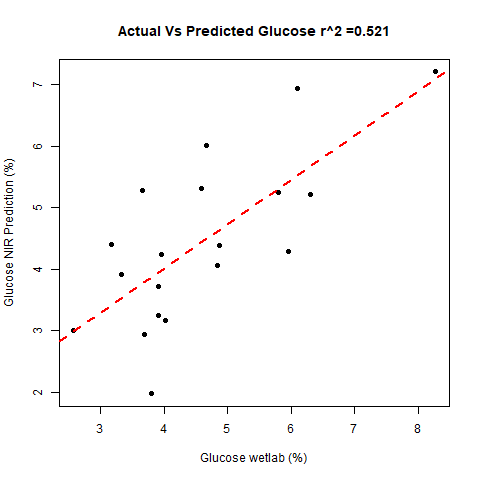 Actual Vs Predicted Glucose r^2 =0.521
Glucose NIR Prediction (%)
7
6
5
4
3
2
3 4 5 6 7 8
Glucose wetlab (%)